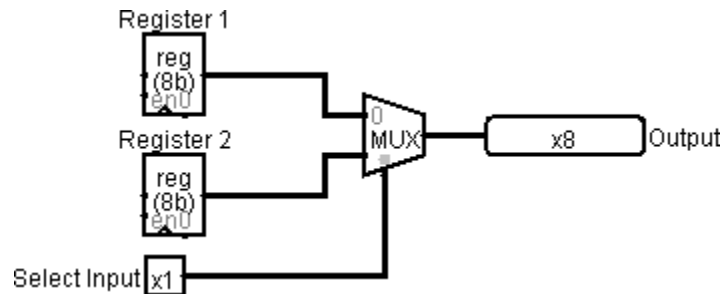 Register 1
reg
(8b)
en0
0
MUX
x8
Output
Register 2
reg
(8b)
en0
Select Input
x1